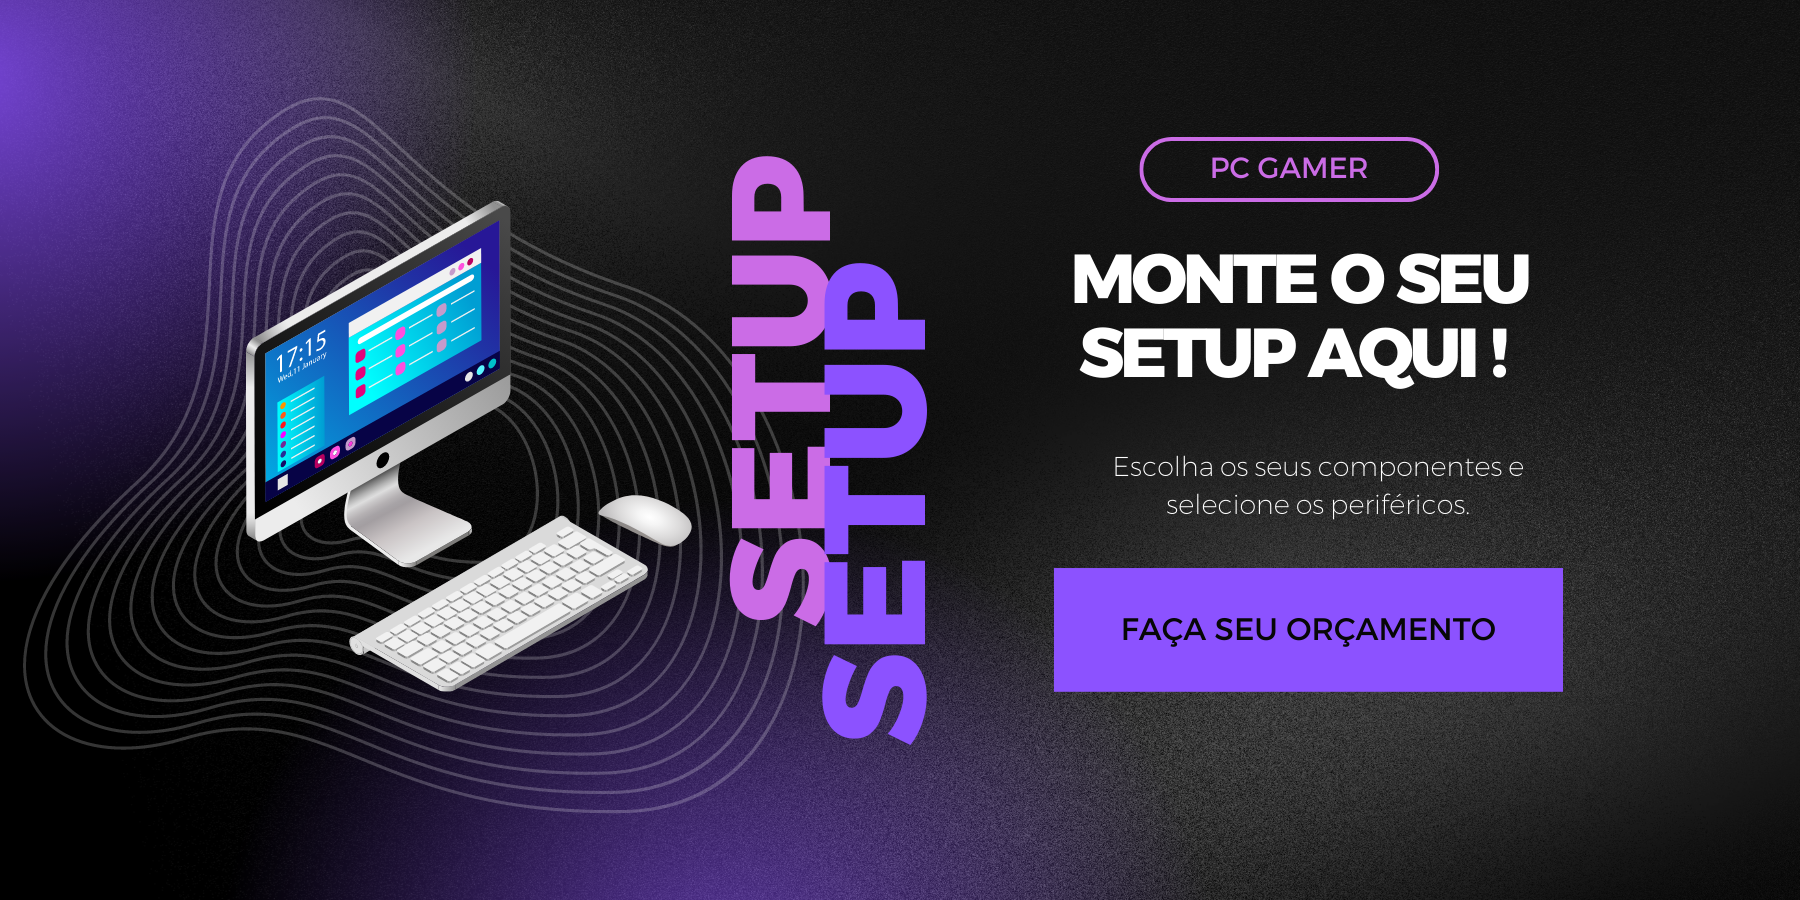 17:15
Wed, 11 January
SETUP
SETUP
PC GAMER
MONTE O SEU
SETUP AQUI !
Escolha os seus componentes e
selecione os periféricos.
FAÇA SEU ORÇAMENTO